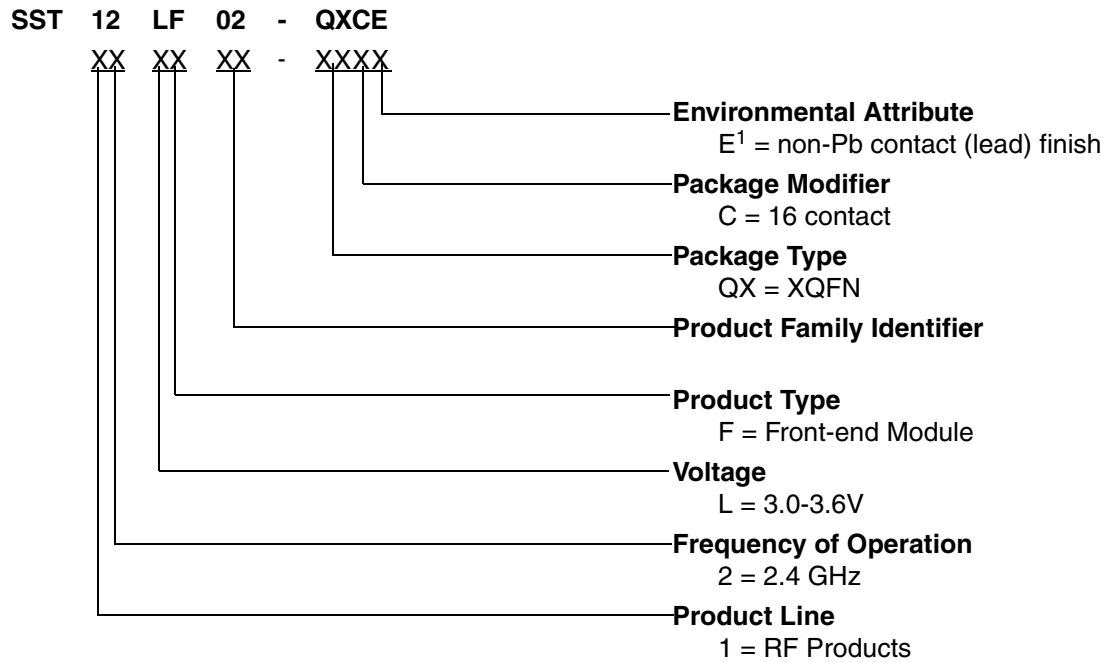 SST 12 LF 02 - QXCE
XX XX XX - XXXX
Environmental Attribute
E1 = non-Pb contact (lead) finish
Package Modifier
C = 16 contact
Package Type
QX = XQFN
Product Family Identifier
Product Type
F = Front-end Module
Voltage
L = 3.0-3.6V
Frequency of Operation
2 = 2.4 GHz
Product Line
1 = RF Products